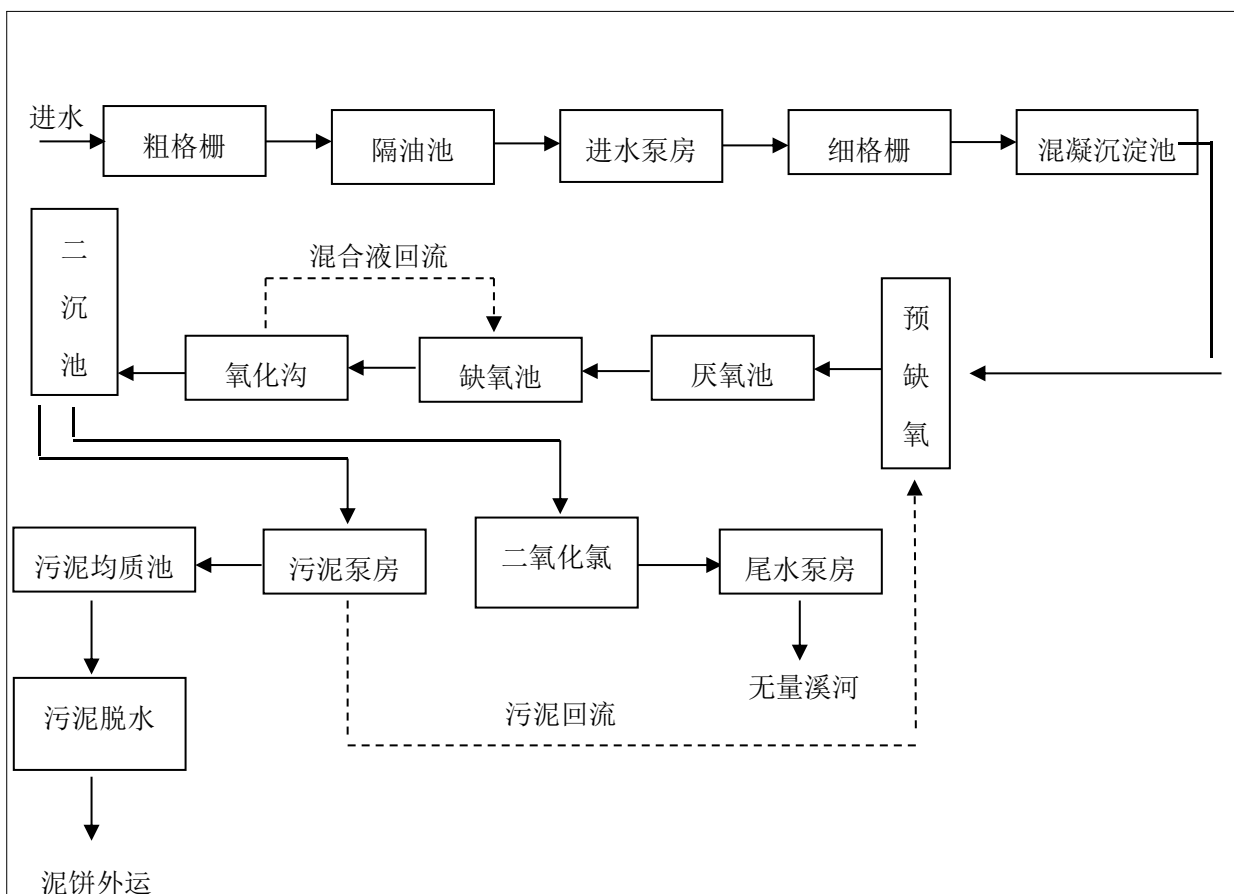 进水
粗格栅
隔油池
进水泵房
细格栅
混凝沉淀池
二沉池
混合液回流
氧化沟
缺氧池
厌氧池
预缺氧
污泥均质池
污泥泵房
二氧化氯
尾水泵房
无量溪河
污泥脱水
污泥回流
泥饼外运